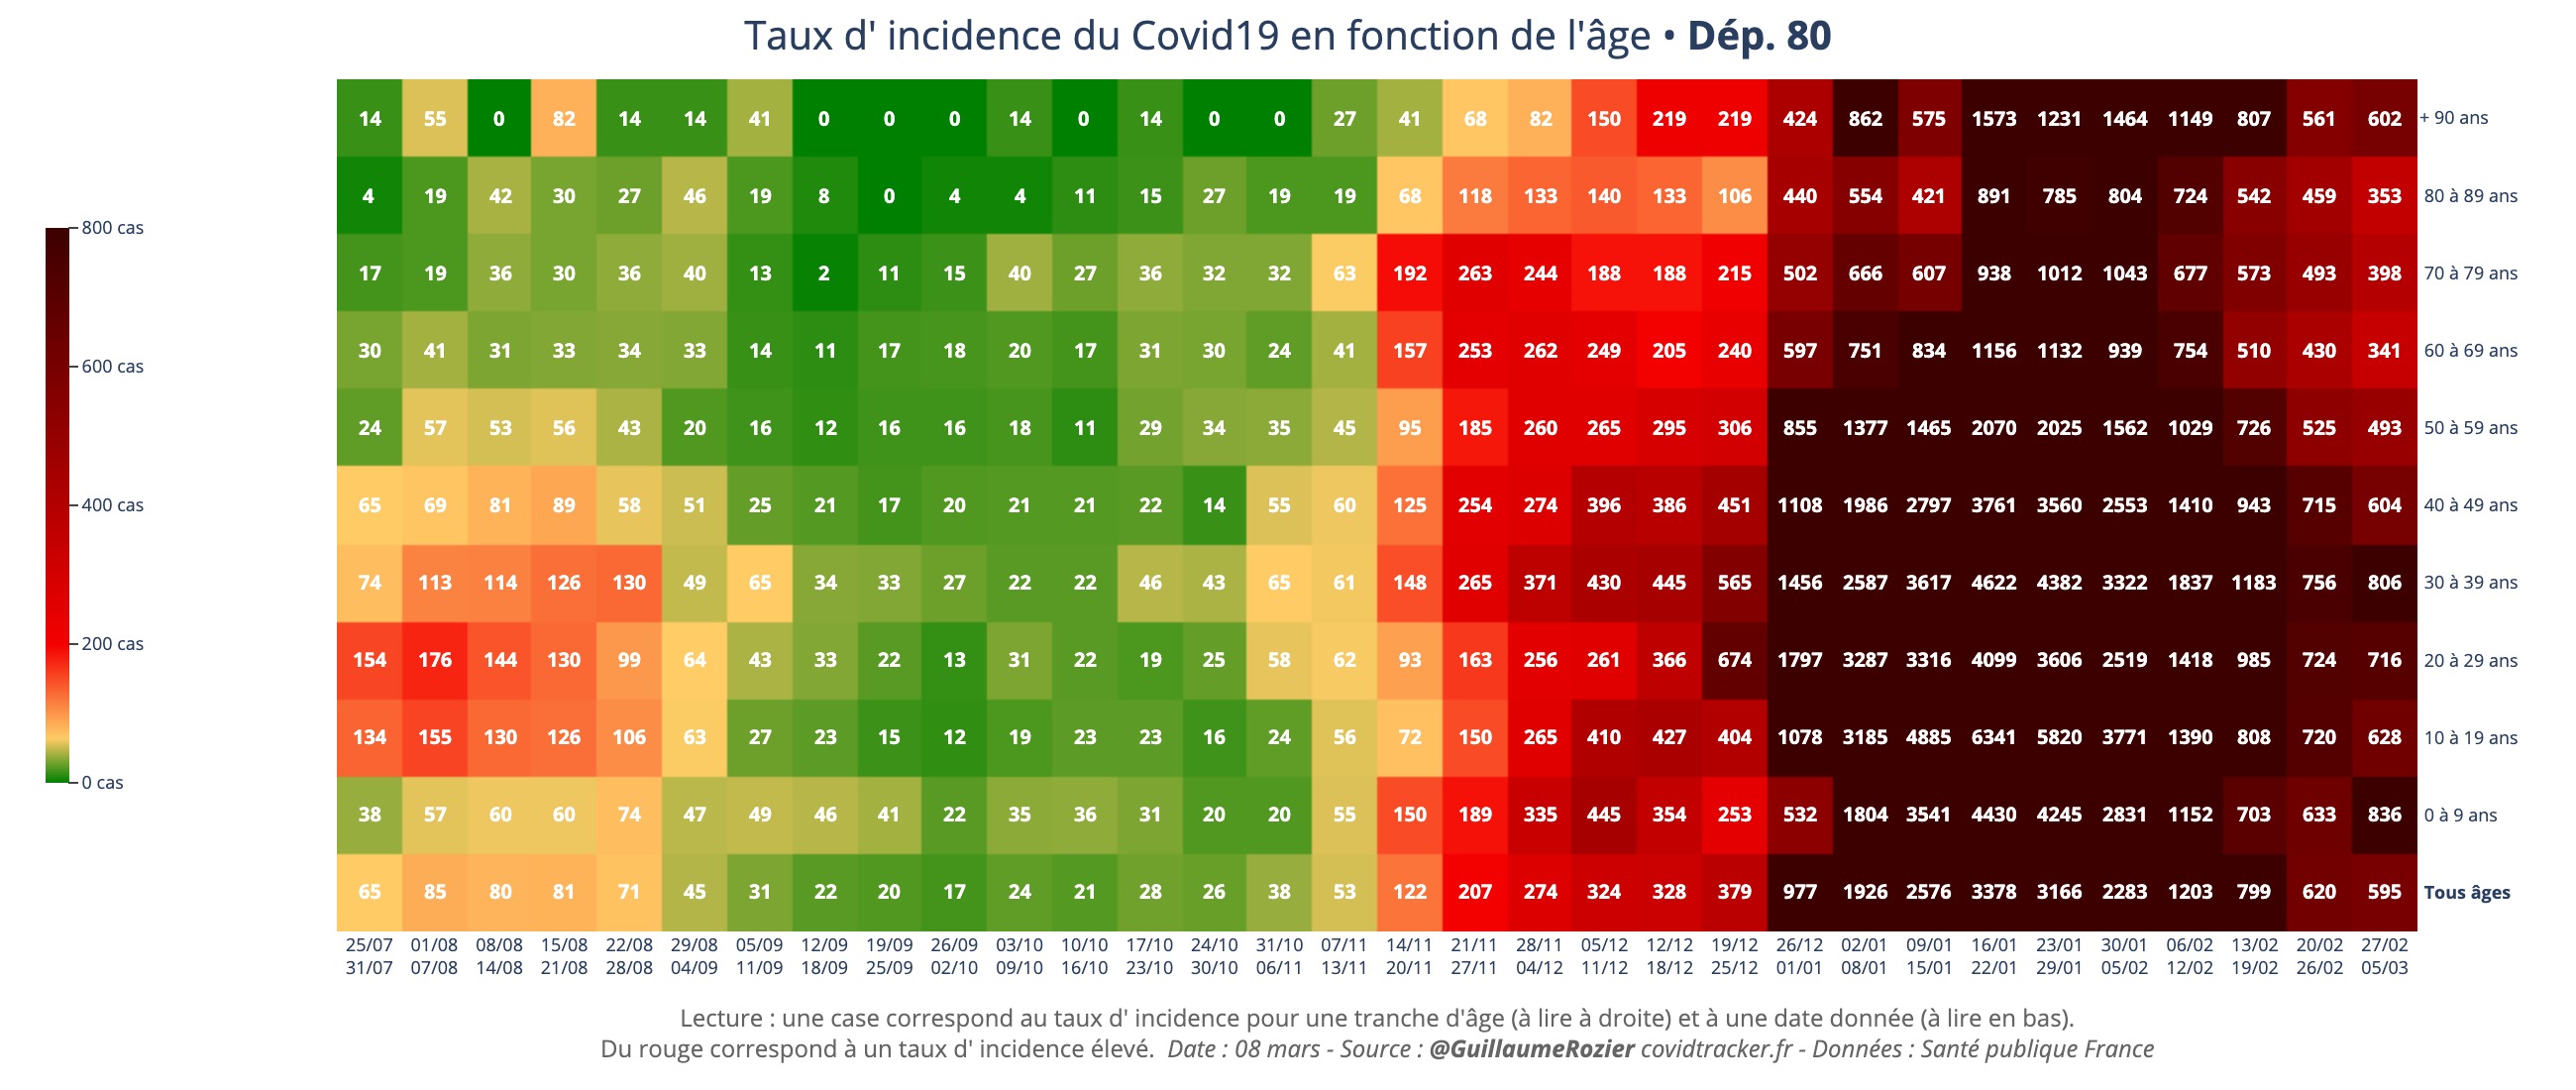 Taux d' incidence du Covid19 en fonction de l'âge • Dép. 80
800 cas
600 cas
400 cas
200 cas
0 cas
14 55 0 82 14 14 41 0 0 0 14 0 14 0 0 27 41 68 82 150 219 219 424 862 575 1573 1231 1464 1149 807 561 602 + 90 ans
4 19 42 30 27 46 19 8 0 4 4 11 15 27 19 19 68 118 133 140 133 106 440 554 421 891 785 804 724 542 459 353 80 à 89 ans
17 19 36 30 36 40 13 2 11 15 40 27 36 32 32 63 192 263 244 188 188 215 502 666 607 938 1012 1043 677 573 493 398 70 à 79 ans
30 41 31 33 34 33 14 11 17 18 20 17 31 30 24 41 157 253 262 249 205 240 597 751 834 1156 1132 939 754 510 430 341 60 à 69 ans
24 57 53 56 43 20 16 12 16 16 18 11 29 34 35 45 95 185 260 265 295 306 855 1377 1465 2070 2025 1562 1029 726 525 493 50 à 59 ans
65 69 81 89 58 51 25 21 17 20 21 21 22 14 55 60 125 254 274 396 386 451 1108 1986 2797 3761 3560 2553 1410 943 715 604 40 à 49 ans
74 113 114 126 130 49 65 34 33 27 22 22 46 43 65 61 148 265 371 430 445 565 1456 2587 3617 4622 4382 3322 1837 1183 756 806 30 à 39 ans
154 176 144 130 99 64 43 33 22 13 31 22 19 25 58 62 93 163 256 261 366 674 1797 3287 3316 4099 3606 2519 1418 985 724 716 20 à 29 ans
134 155 130 126 106 63 27 23 15 12 19 23 23 16 24 56 72 150 265 410 427 404 1078 3185 4885 6341 5820 3771 1390 808 720 628 10 à 19 ans
38 57 60 60 74 47 49 46 41 22 35 36 31 20 20 55 150 189 335 445 354 253 532 1804 3541 4430 4245 2831 1152 703 633 836 0 à 9 ans
65 85 80 81 71 45 31 22 20 17 24 21 28 26 38 53 122 207 274 324 328 379 977 1926 2576 3378 3166 2283 1203 799 620 595 Tous âges
25/07 01/08 08/08 15/08 22/08 29/08 05/09 12/09 19/09 26/09 03/10 10/10 17/10 24/10 31/10 07/11 14/11 21/11 28/11 05/12 12/12 19/12 26/12 02/01 09/01 16/01 23/01 30/01 06/02 13/02 20/02 27/02
31/07 07/08 14/08 21/08 28/08 04/09 11/09 18/09 25/09 02/10 09/10 16/10 23/10 30/10 06/11 13/11 20/11 27/11 04/12 11/12 18/12 25/12 01/01 08/01 15/01 22/01 29/01 05/02 12/02 19/02 26/02 05/03
Lecture : une case correspond au taux d' incidence pour une tranche d'âge (à lire à droite) et à une date donnée (à lire en bas).
Du rouge correspond à un taux d' incidence élevé. Date : 08 mars - Source : @GuillaumeRozier covidtracker.fr - Données : Santé publique France